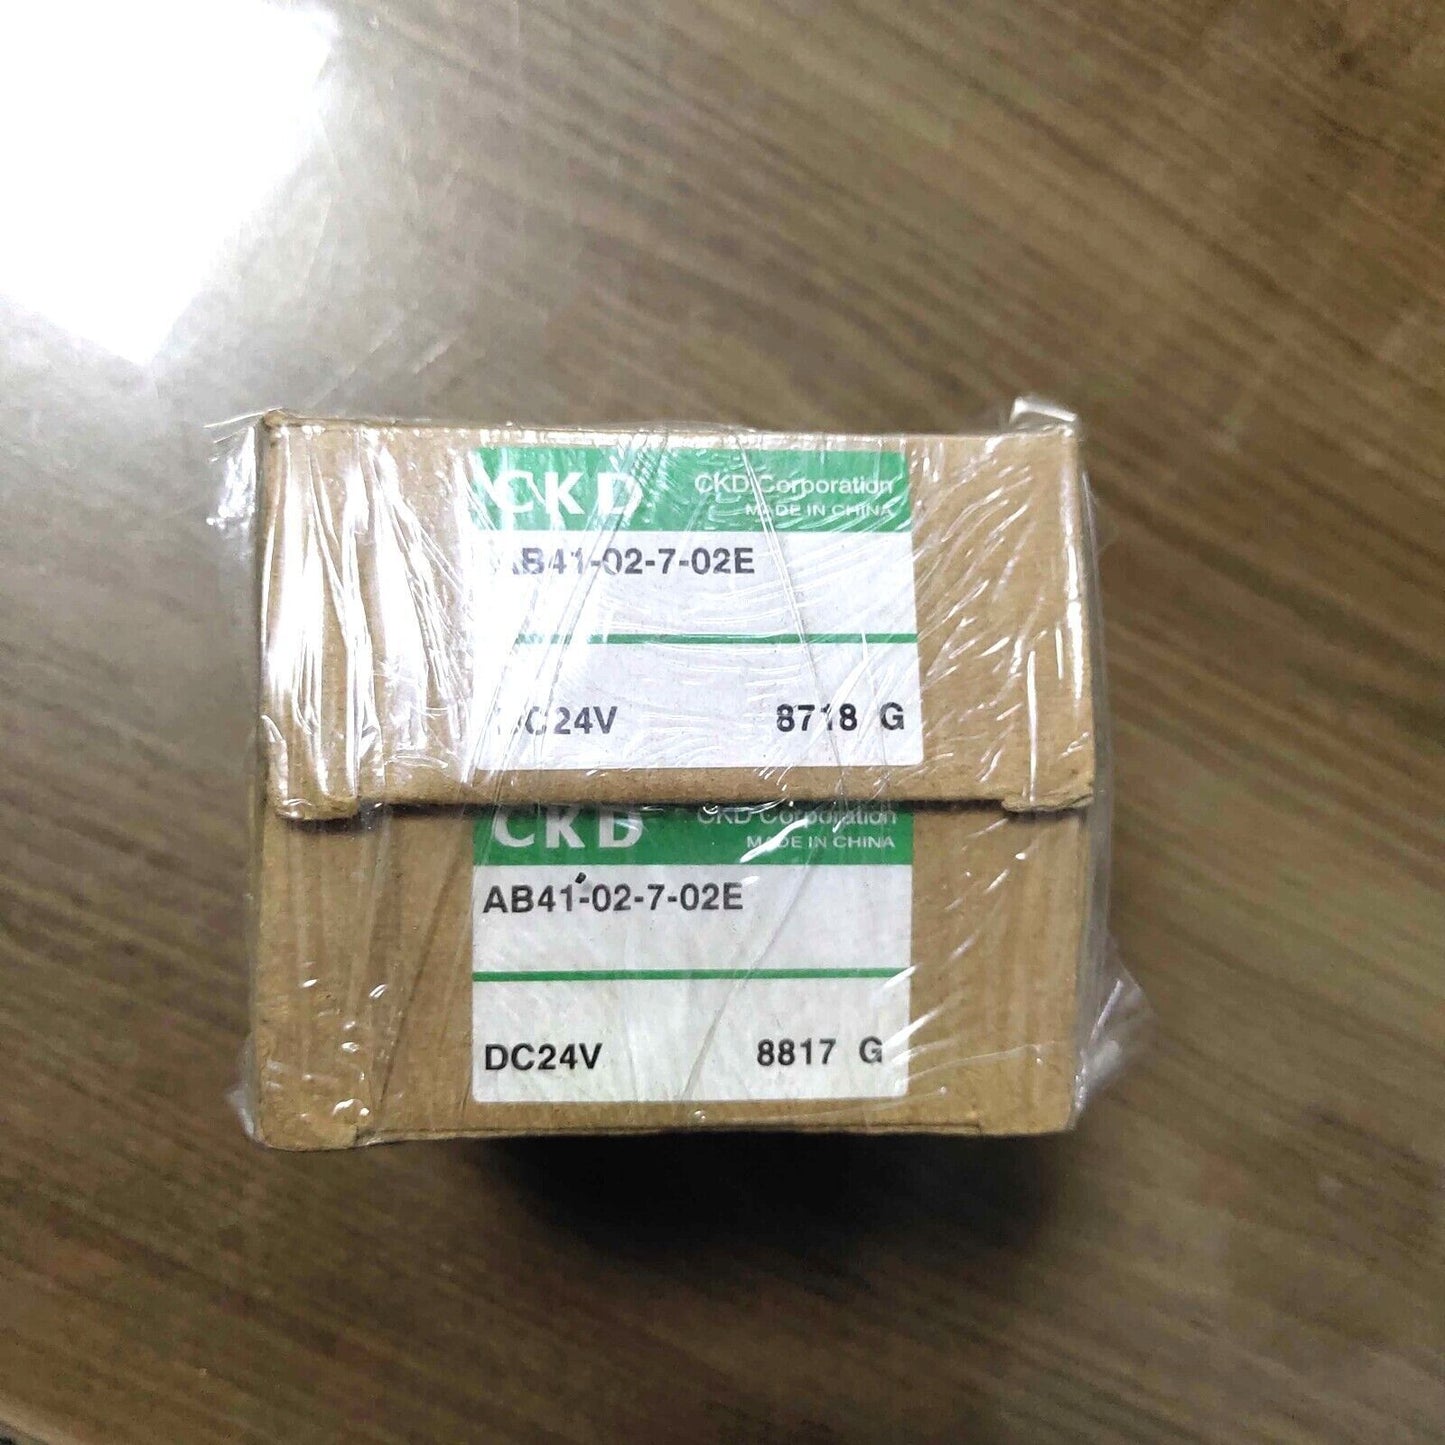 CKD CKD Corporation
MADE IN CHINA
AB41-02-7-02E
DC24V 8718 G
CKD CKD Corporation
MADE IN CHINA
AB41-02-7-02E
DC24V 8817 G